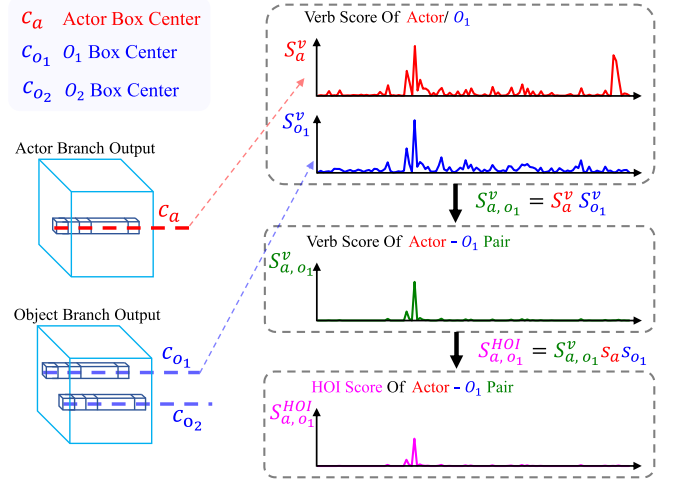 c_a Actor Box Center
c_{o_1} O_1 Box Center
c_{o_2} O_2 Box Center
Actor Branch Output
c_a
Object Branch Output
c_{o_1}
c_{o_2}
Verb Score Of Actor/ O_1
S_a^v
S_{o_1}^v
S_{a,o_1}^v = S_a^v S_{o_1}^v
Verb Score Of Actor - O_1 Pair
S_{a,o_1}^v
S_{a,o_1}^{HOI} = S_{a,o_1}^v s_a s_{o_1}
HOI Score Of Actor - O_1 Pair
S_{a,o_1}^{HOI}